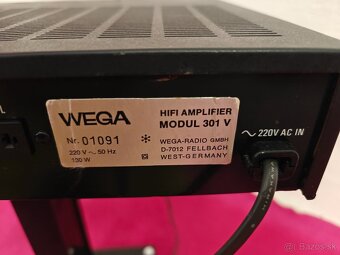 WEGA
HIFI AMPLIFIER
MODUL 301 V
Nr. 01091
220 V ~ 50 Hz
130 W
WEGA-RADIO GMBH
D-7012 FELLBACH
WEST-GERMANY
~ 220V AC IN
Bazos.sk